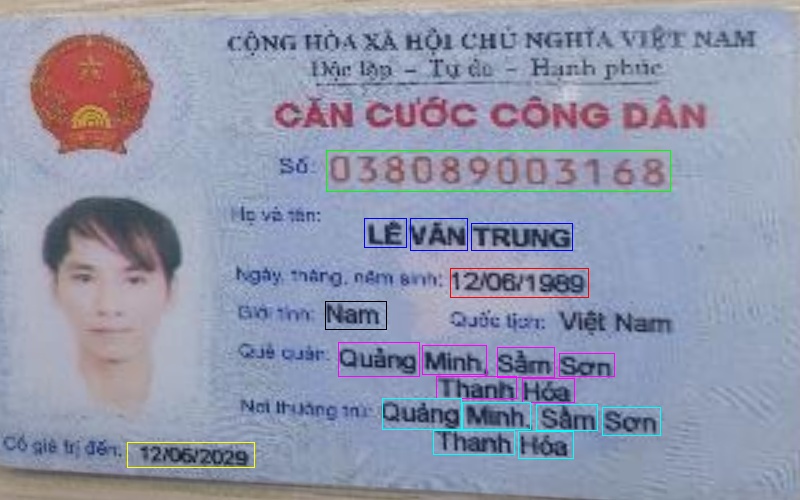 CỘNG HÒA XÃ HỘI CHỦ NGHĨA VIỆT NAM
Độc lập - Tự do - Hạnh phúc
CĂN CƯỚC CÔNG DÂN
Số: 038089003168
Họ và tên:
LÊ VĂN TRUNG
Ngày, tháng, năm sinh: 12/06/1989
Giới tính: Nam Quốc tịch: Việt Nam
Quê quán: Quảng Minh, Sầm Sơn
Thanh Hóa
Nơi thường trú: Quảng Minh, Sầm Sơn
Thanh Hóa
Có giá trị đến: 12/06/2029